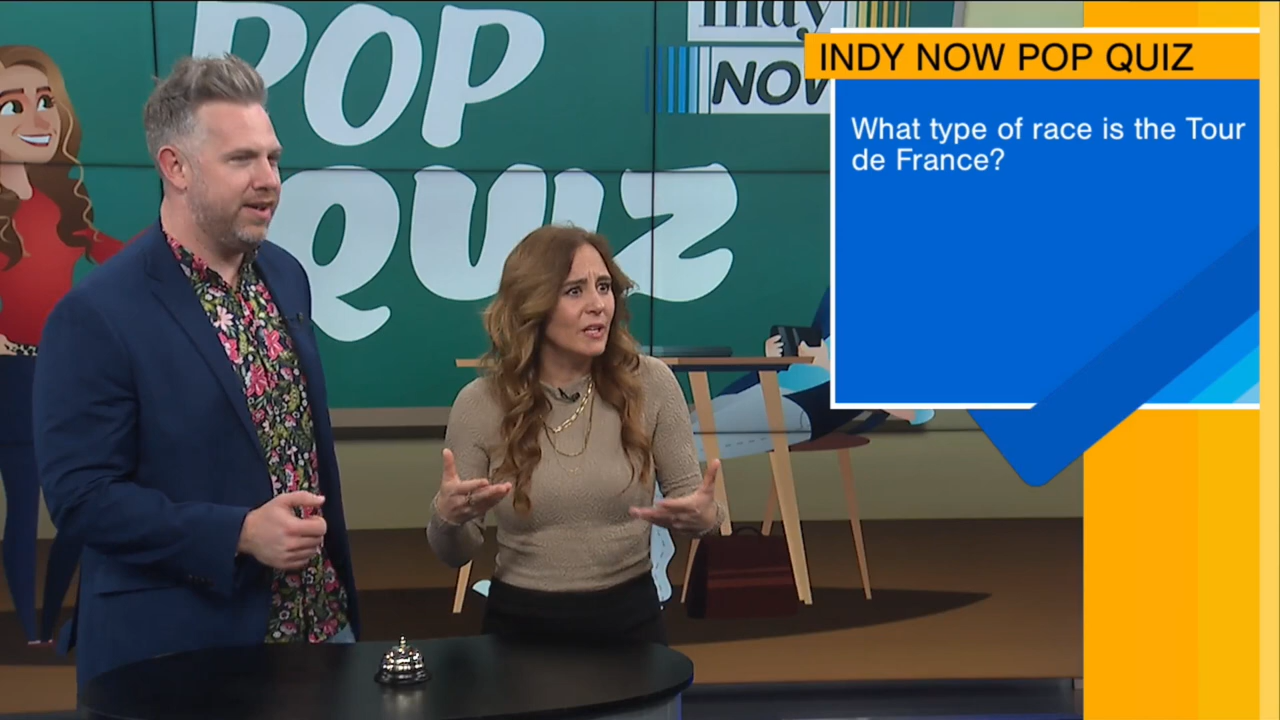 POP
QUIZ
indy
NOW
INDY NOW POP QUIZ
What type of race is the Tour
de France?